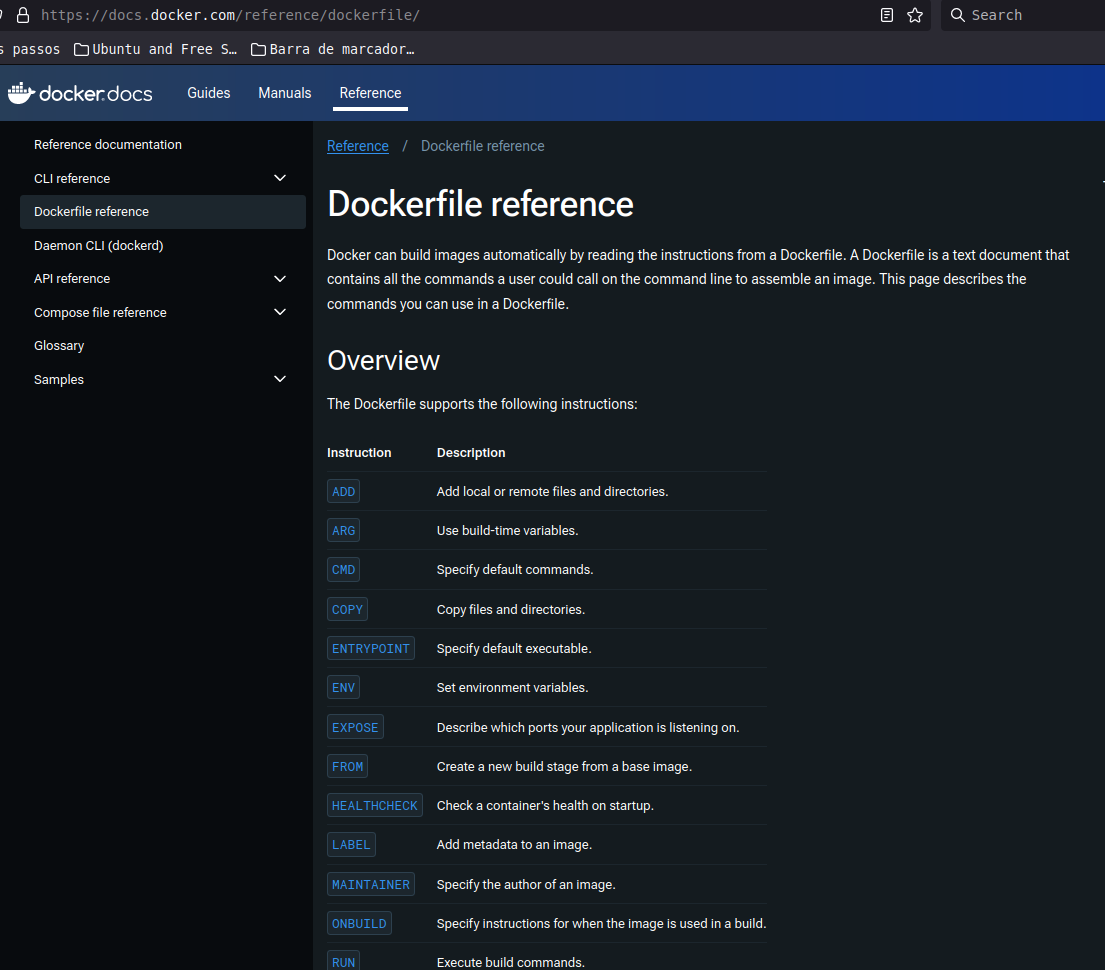 https://docs.docker.com/reference/dockerfile/
Search
s passos
Ubuntu and Free S…
Barra de marcador…
docker.docs
Guides
Manuals
Reference
Reference documentation
CLI reference
Dockerfile reference
Daemon CLI (dockerd)
API reference
Compose file reference
Glossary
Samples
Reference / Dockerfile reference
Dockerfile reference
Docker can build images automatically by reading the instructions from a Dockerfile. A Dockerfile is a text document that
contains all the commands a user could call on the command line to assemble an image. This page describes the
commands you can use in a Dockerfile.
Overview
The Dockerfile supports the following instructions:
Instruction Description
ADD Add local or remote files and directories.
ARG Use build-time variables.
CMD Specify default commands.
COPY Copy files and directories.
ENTRYPOINT Specify default executable.
ENV Set environment variables.
EXPOSE Describe which ports your application is listening on.
FROM Create a new build stage from a base image.
HEALTHCHECK Check a container's health on startup.
LABEL Add metadata to an image.
MAINTAINER Specify the author of an image.
ONBUILD Specify instructions for when the image is used in a build.
RUN Execute build commands.